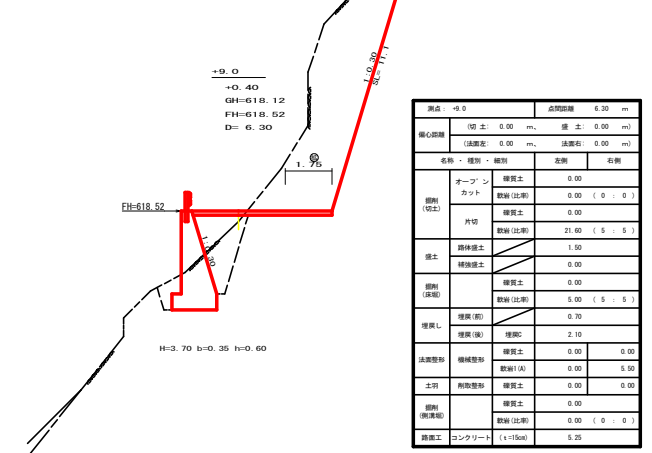 +9.0
+0.40
GH=618.12
FH=618.52
D= 6.30
1:0.30
SL= 11.1
1.75
FH=618.52
1:0.30
H=3.70 b=0.35 h=0.60
測点: +9.0 点間距離 6.30 m
偏心距離 (切 土: 0.00 m、 盛 土: 0.00 m)
(法面左: 0.00 m、 法面右: 0.00 m)
名称 ・ 種別 ・ 細別 左側 右側
掘削(切土) オープンカット 礫質土 0.00
軟岩(比率) 0.00 ( 0 : 0 )
片切 礫質土 0.00
軟岩(比率) 21.60 ( 5 : 5 )
盛土 路体盛土 1.50
補強盛土 0.00
掘削(床堀) 礫質土 0.00
軟岩(比率) 5.00 ( 5 : 5 )
埋戻し 埋戻(前) 0.70
埋戻(後) 埋戻C 2.10
法面整形 機械整形 礫質土 0.00 0.00
軟岩I(A) 0.00 5.50
土羽 削取整形 礫質土 0.00 0.00
掘削(側溝堀) 礫質土 0.00
軟岩(比率) 0.00 ( 0 : 0 )
路面工 コンクリート (t=15cm) 5.25